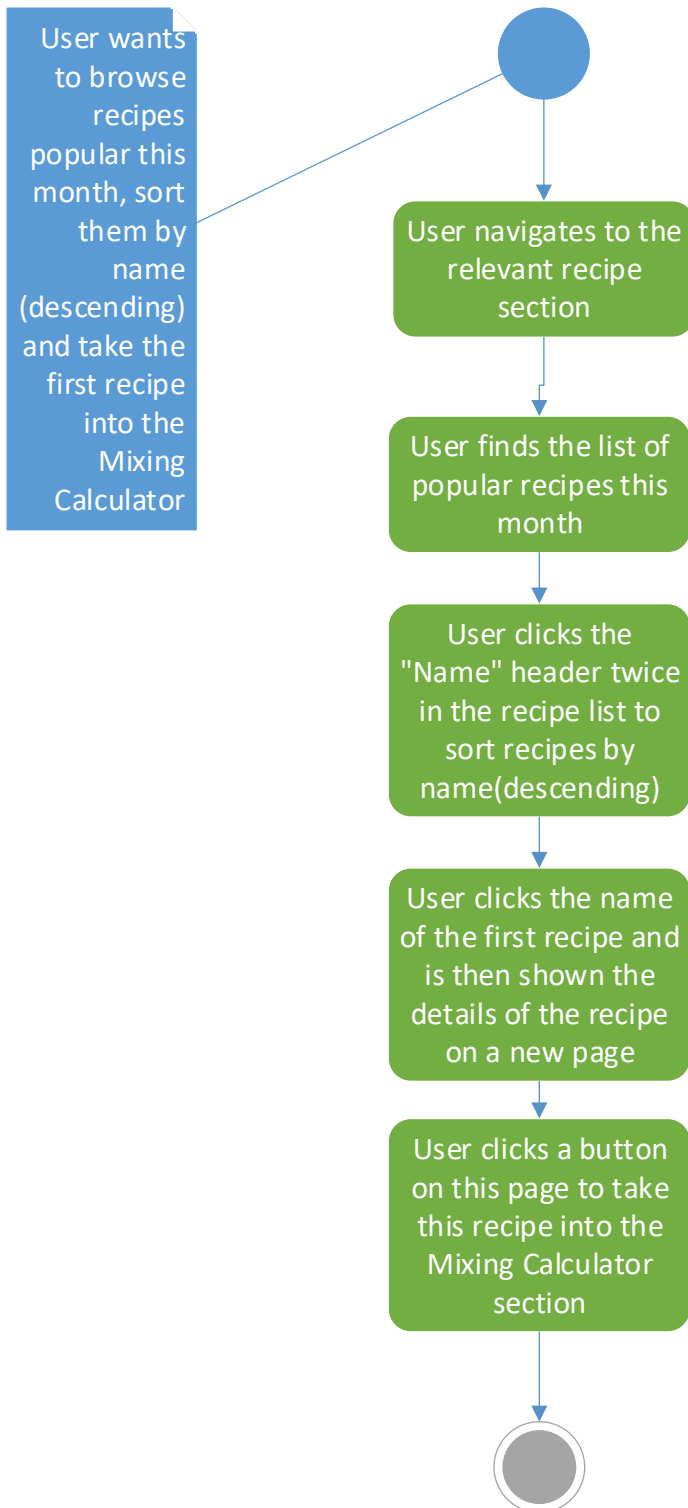 User wants
to browse
recipes
popular this
month, sort
them by
name
(descending)
and take the
first recipe
into the
Mixing
Calculator
User navigates to the
relevant recipe
section
User finds the list of
popular recipes this
month
User clicks the
"Name" header twice
in the recipe list to
sort recipes by
name(descending)
User clicks the name
of the first recipe and
is then shown the
details of the recipe
on a new page
User clicks a button
on this page to take
this recipe into the
Mixing Calculator
section